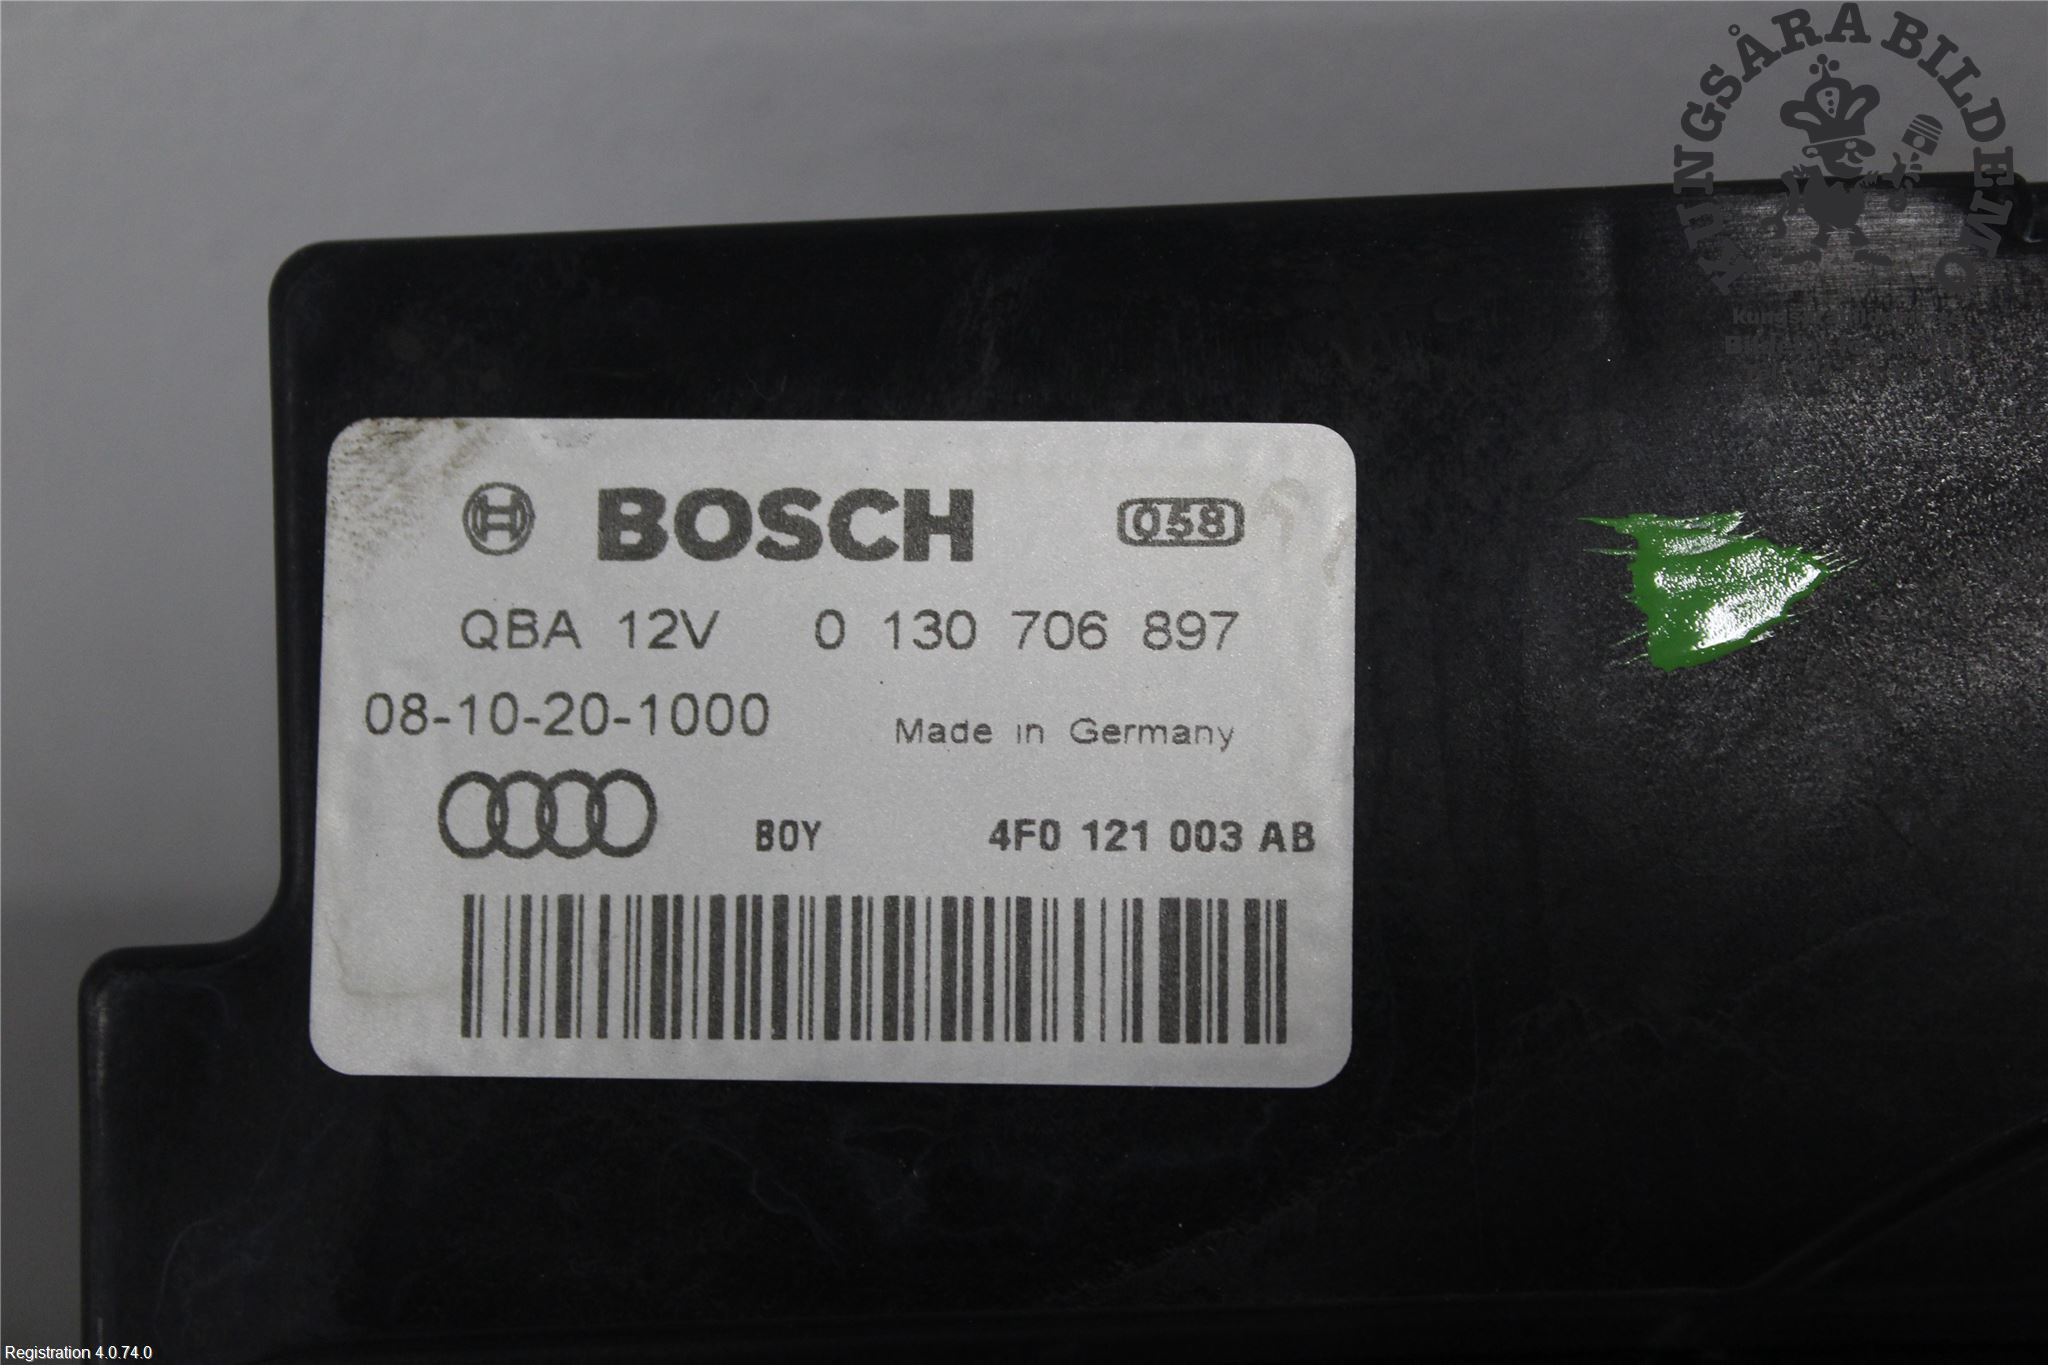 KUNGSÅRA BILDEMO
BOSCH 058
QBA 12V 0 130 706 897
08-10-20-1000 Made in Germany
BOY 4F0 121 003 AB
Registration 4.0.74.0